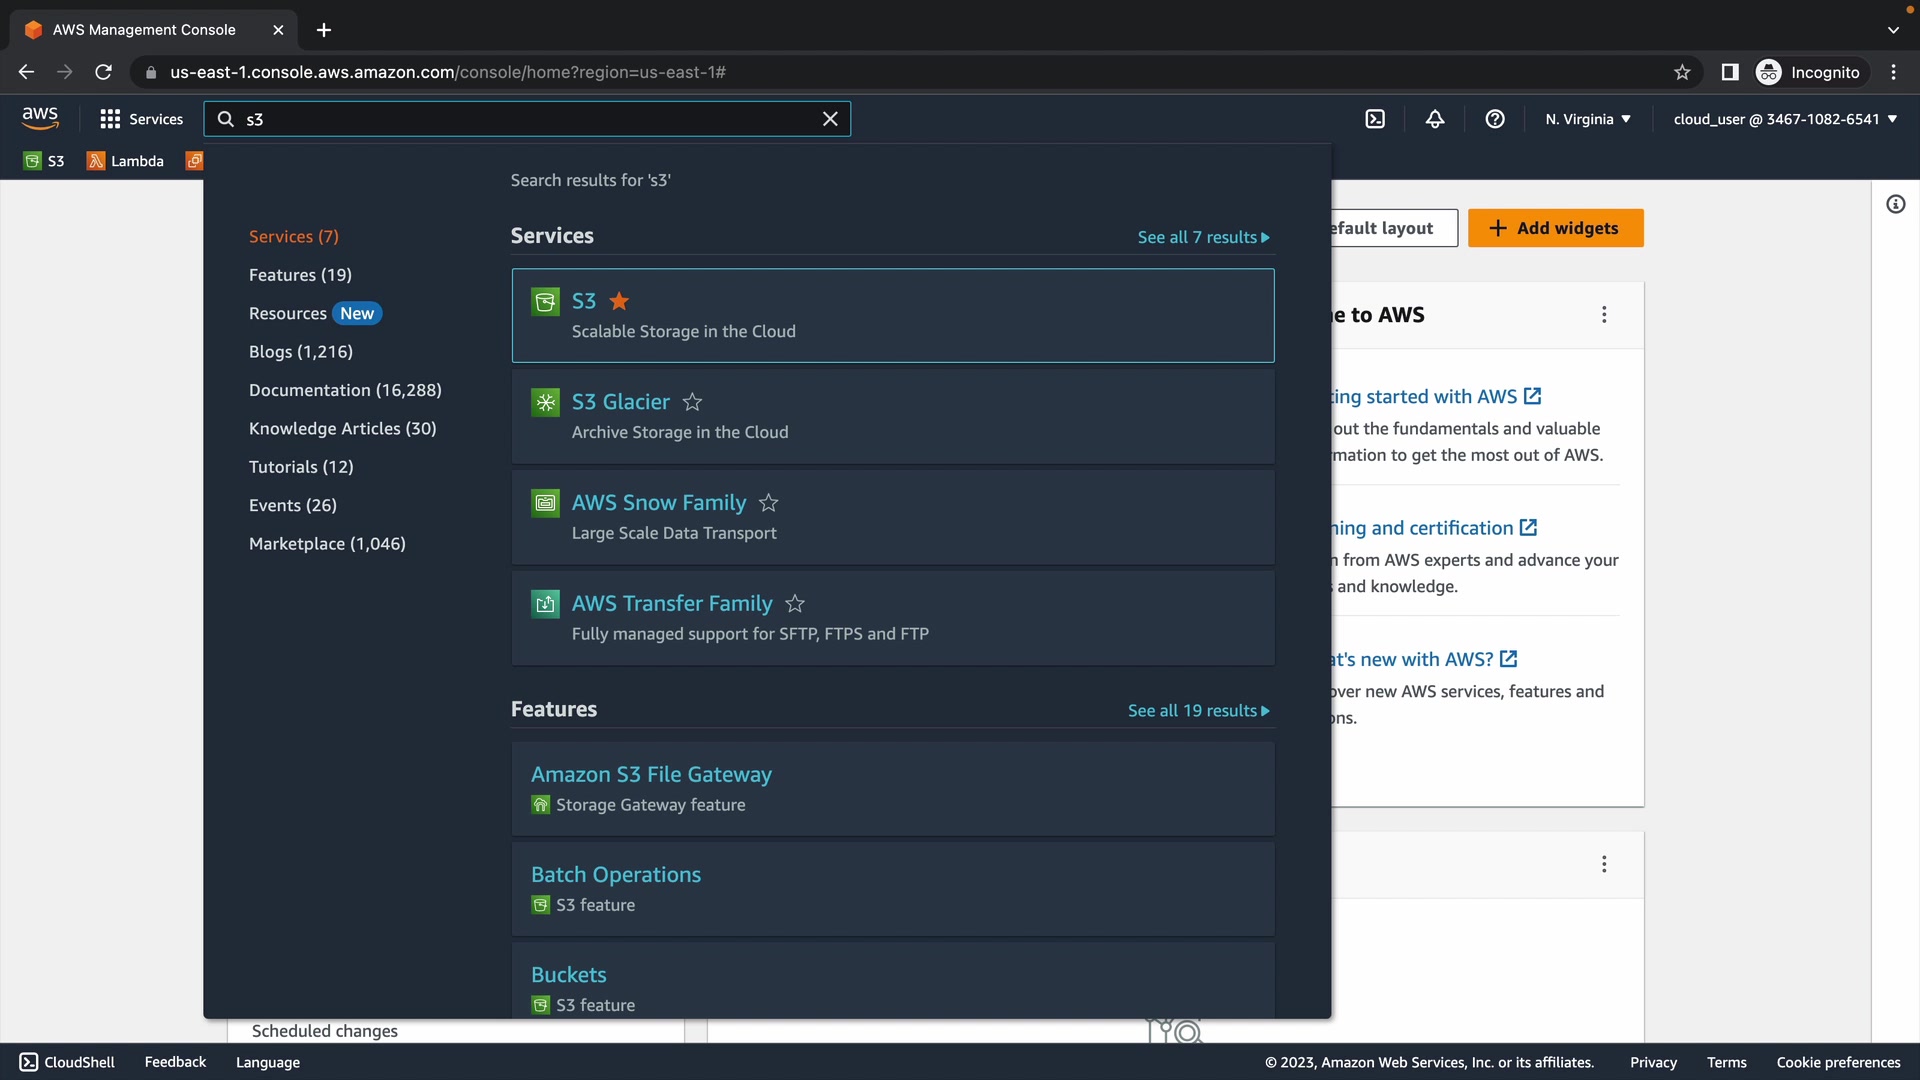 AWS Management Console
us-east-1.console.aws.amazon.com/console/home?region=us-east-1#
Incognito
aws
Services
s3
N. Virginia
cloud_user @ 3467-1082-6541
S3
Lambda
Search results for 's3'
Services (7)
Features (19)
Resources New
Blogs (1,216)
Documentation (16,288)
Knowledge Articles (30)
Tutorials (12)
Events (26)
Marketplace (1,046)
Services
See all 7 results
S3
Scalable Storage in the Cloud
S3 Glacier
Archive Storage in the Cloud
AWS Snow Family
Large Scale Data Transport
AWS Transfer Family
Fully managed support for SFTP, FTPS and FTP
Features
See all 19 results
Amazon S3 File Gateway
Storage Gateway feature
Batch Operations
S3 feature
Buckets
S3 feature
efault layout
Add widgets
e to AWS
ting started with AWS
out the fundamentals and valuable
rmation to get the most out of AWS.
ning and certification
n from AWS experts and advance your
s and knowledge.
at's new with AWS?
over new AWS services, features and
ons.
Scheduled changes
CloudShell
Feedback
Language
© 2023, Amazon Web Services, Inc. or its affiliates.
Privacy
Terms
Cookie preferences